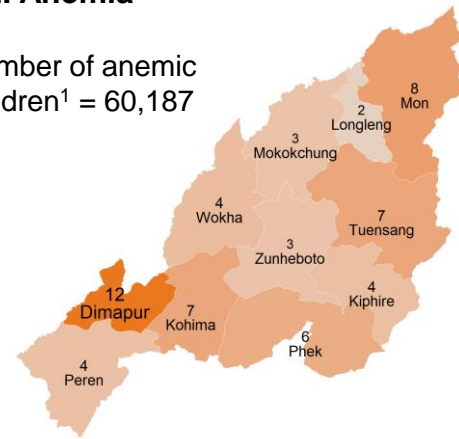 Anemia
mber of anemic
dren¹ = 60,187
8
Mon
2
Longleng
3
Mokokchung
4
Wokha
7
Tuensang
3
Zunheboto
4
Kiphire
12
Dimapur
7
Kohima
6
Phek
4
Peren